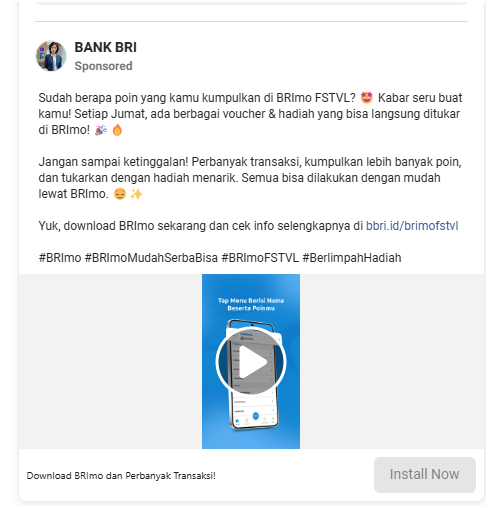 BANK BRI
Sponsored
Sudah berapa poin yang kamu kumpulkan di BRImo FSTVL? 🤩 Kabar seru buat
kamu! Setiap Jumat, ada berbagai voucher & hadiah yang bisa langsung ditukar
di BRImo! 🎉 🔥
Jangan sampai ketinggalan! Perbanyak transaksi, kumpulkan lebih banyak poin,
dan tukarkan dengan hadiah menarik. Semua bisa dilakukan dengan mudah
lewat BRImo. 😌 ✨
Yuk, download BRImo sekarang dan cek info selengkapnya di bbri.id/brimofstvl
#BRImo #BRImoMudahSerbaBisa #BRImoFSTVL #BerlimpahHadiah
Tap Menu Berisi Nama
Beserta Poinmu
Download BRImo dan Perbanyak Transaksi!
Install Now